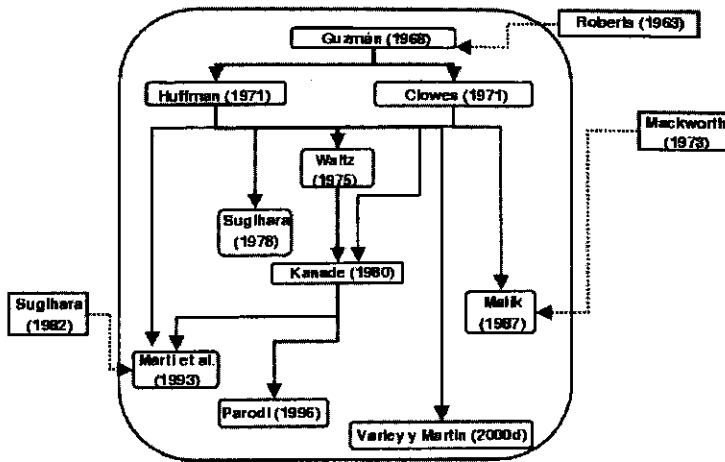 Guzmán (1968)
Roberts (1963)
Huffman (1971)
Clowes (1971)
Mackworth
(1973)
Waltz
(1975)
Sugihara
(1978)
Kanade (1980)
Sugihara
(1982)
Malik
(1987)
Martí et al.
(1993)
Parodi (1996)
Varley y Martin (2000d)